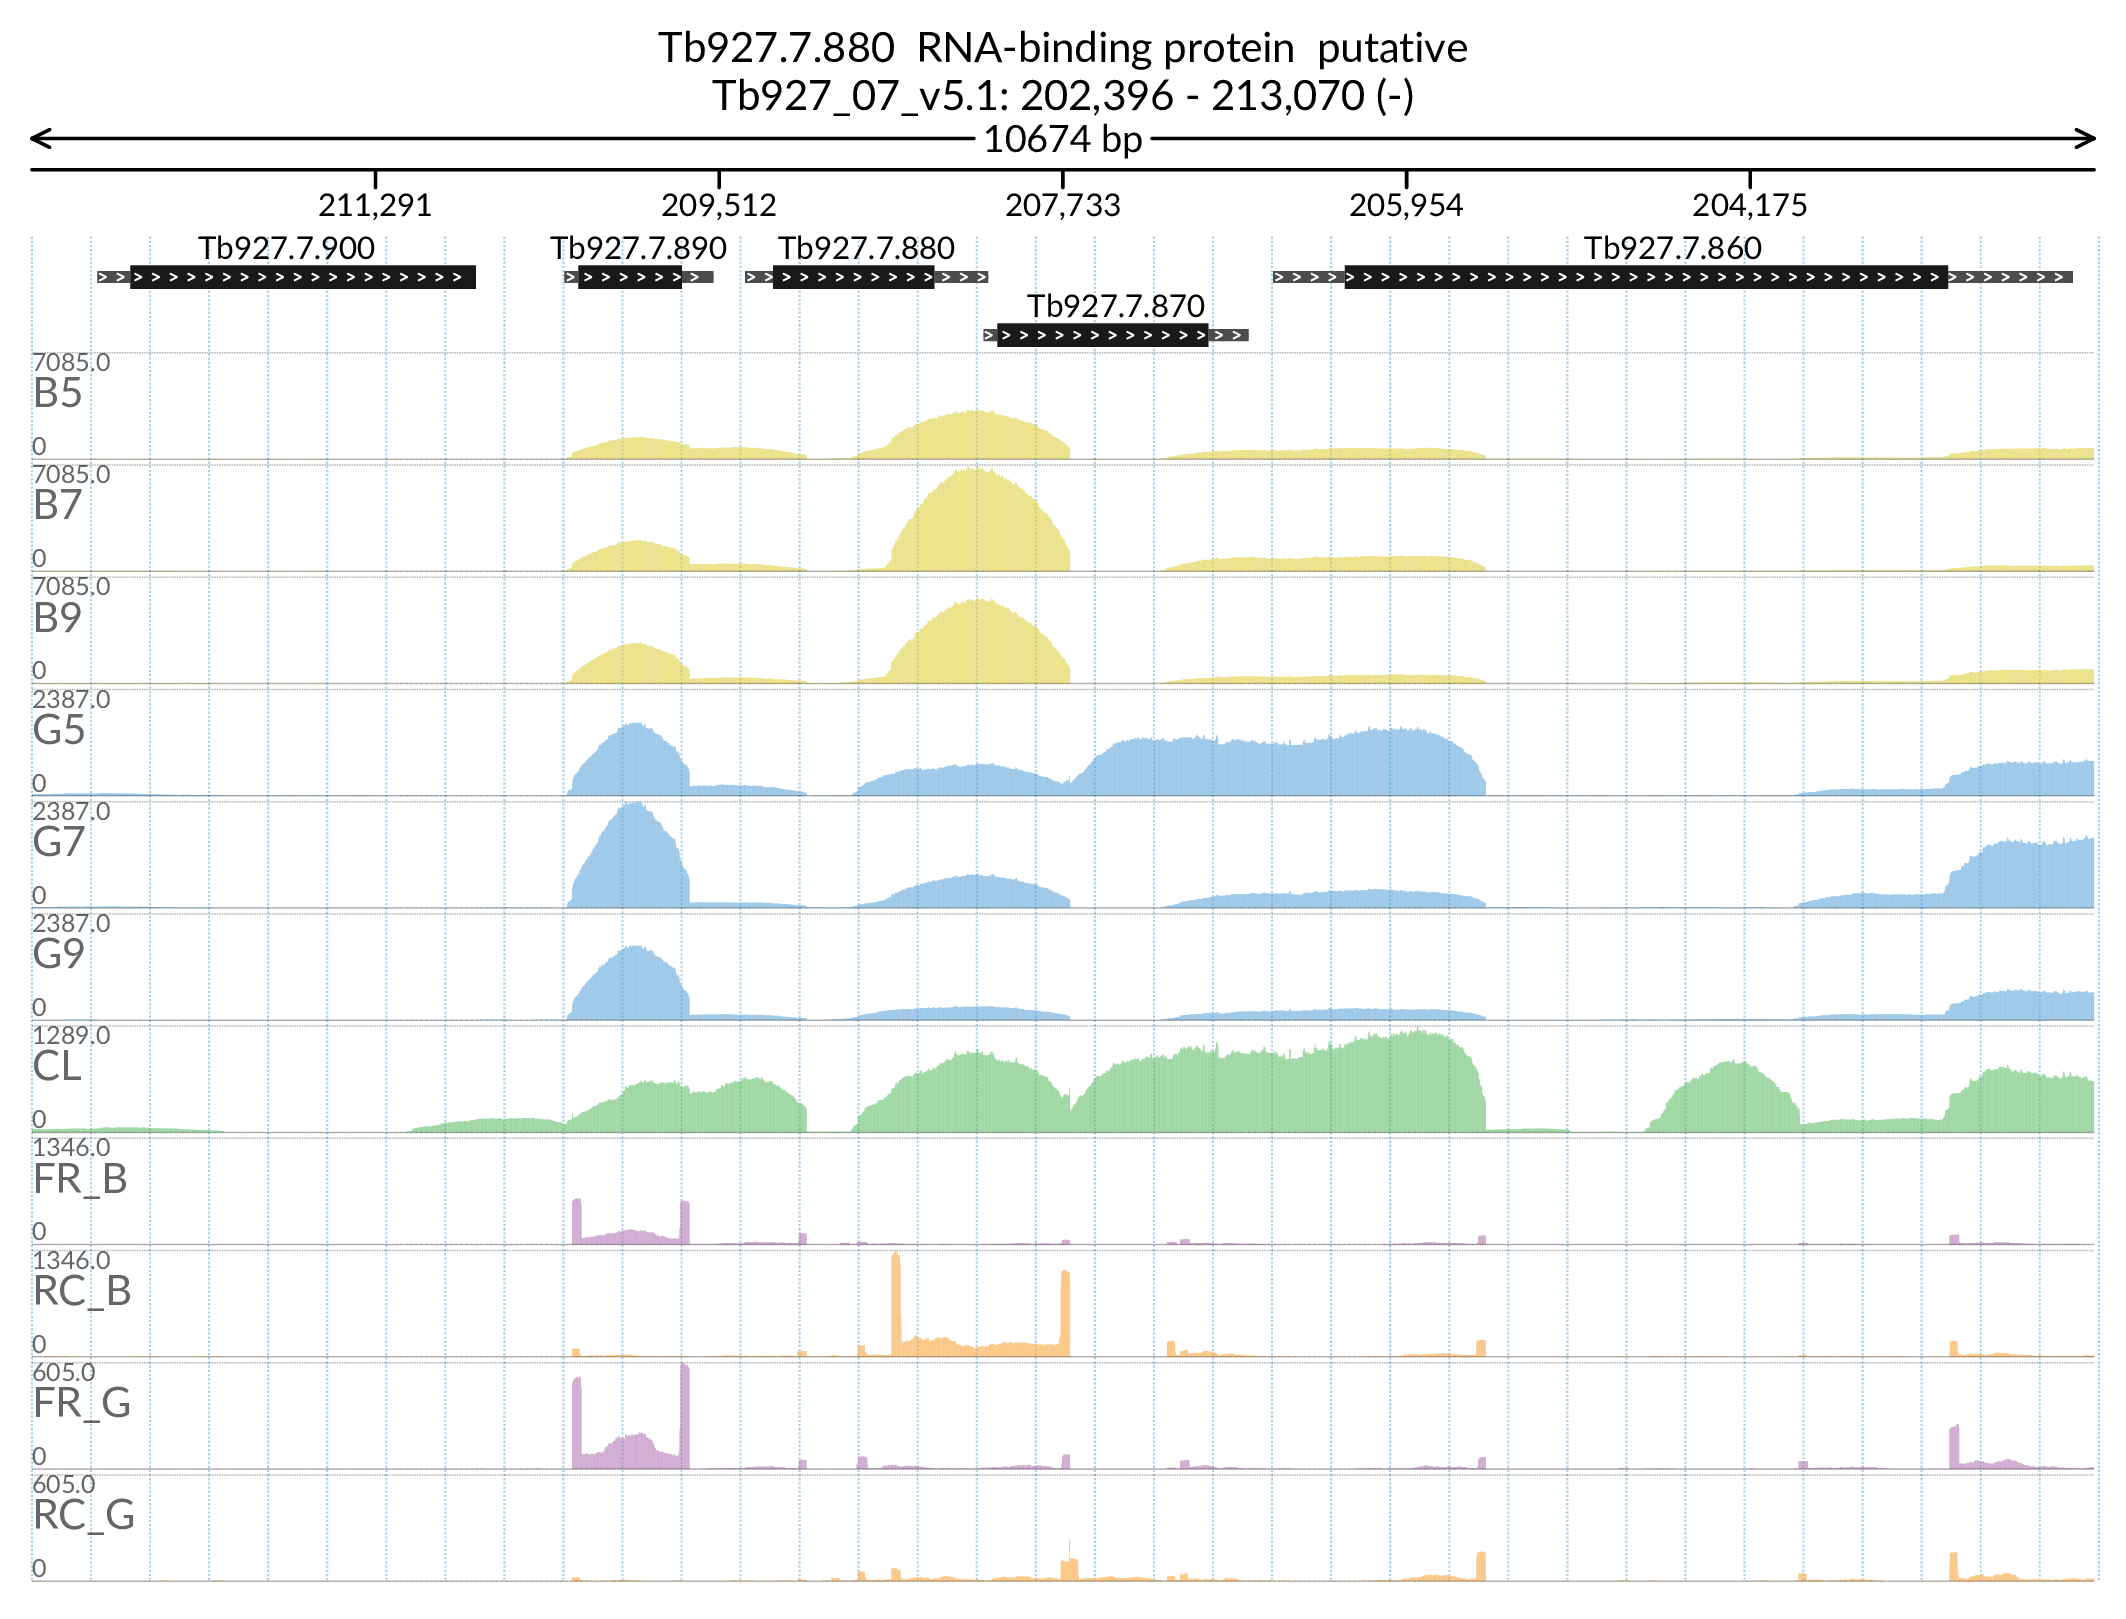 Tb927.7.880  RNA-binding protein  putative
Tb927_07_v5.1: 202,396 - 213,070 (-)
10674 bp
211,291 209,512 207,733 205,954 204,175
Tb927.7.900 Tb927.7.890 Tb927.7.880 Tb927.7.860
Tb927.7.870
7085.0
B5
0
7085.0
B7
0
7085.0
B9
0
2387.0
G5
0
2387.0
G7
0
2387.0
G9
0
1289.0
CL
0
1346.0
FR_B
0
1346.0
RC_B
0
605.0
FR_G
0
605.0
RC_G
0